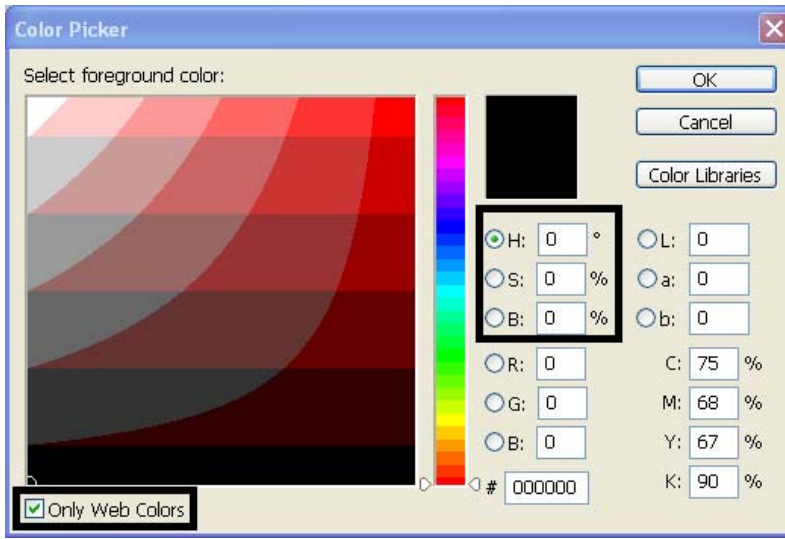 Color Picker
Select foreground color:
OK
Cancel
Color Libraries
H: 0 °
S: 0 %
B: 0 %
L: 0
a: 0
b: 0
R: 0
G: 0
B: 0
# 000000
C: 75 %
M: 68 %
Y: 67 %
K: 90 %
Only Web Colors